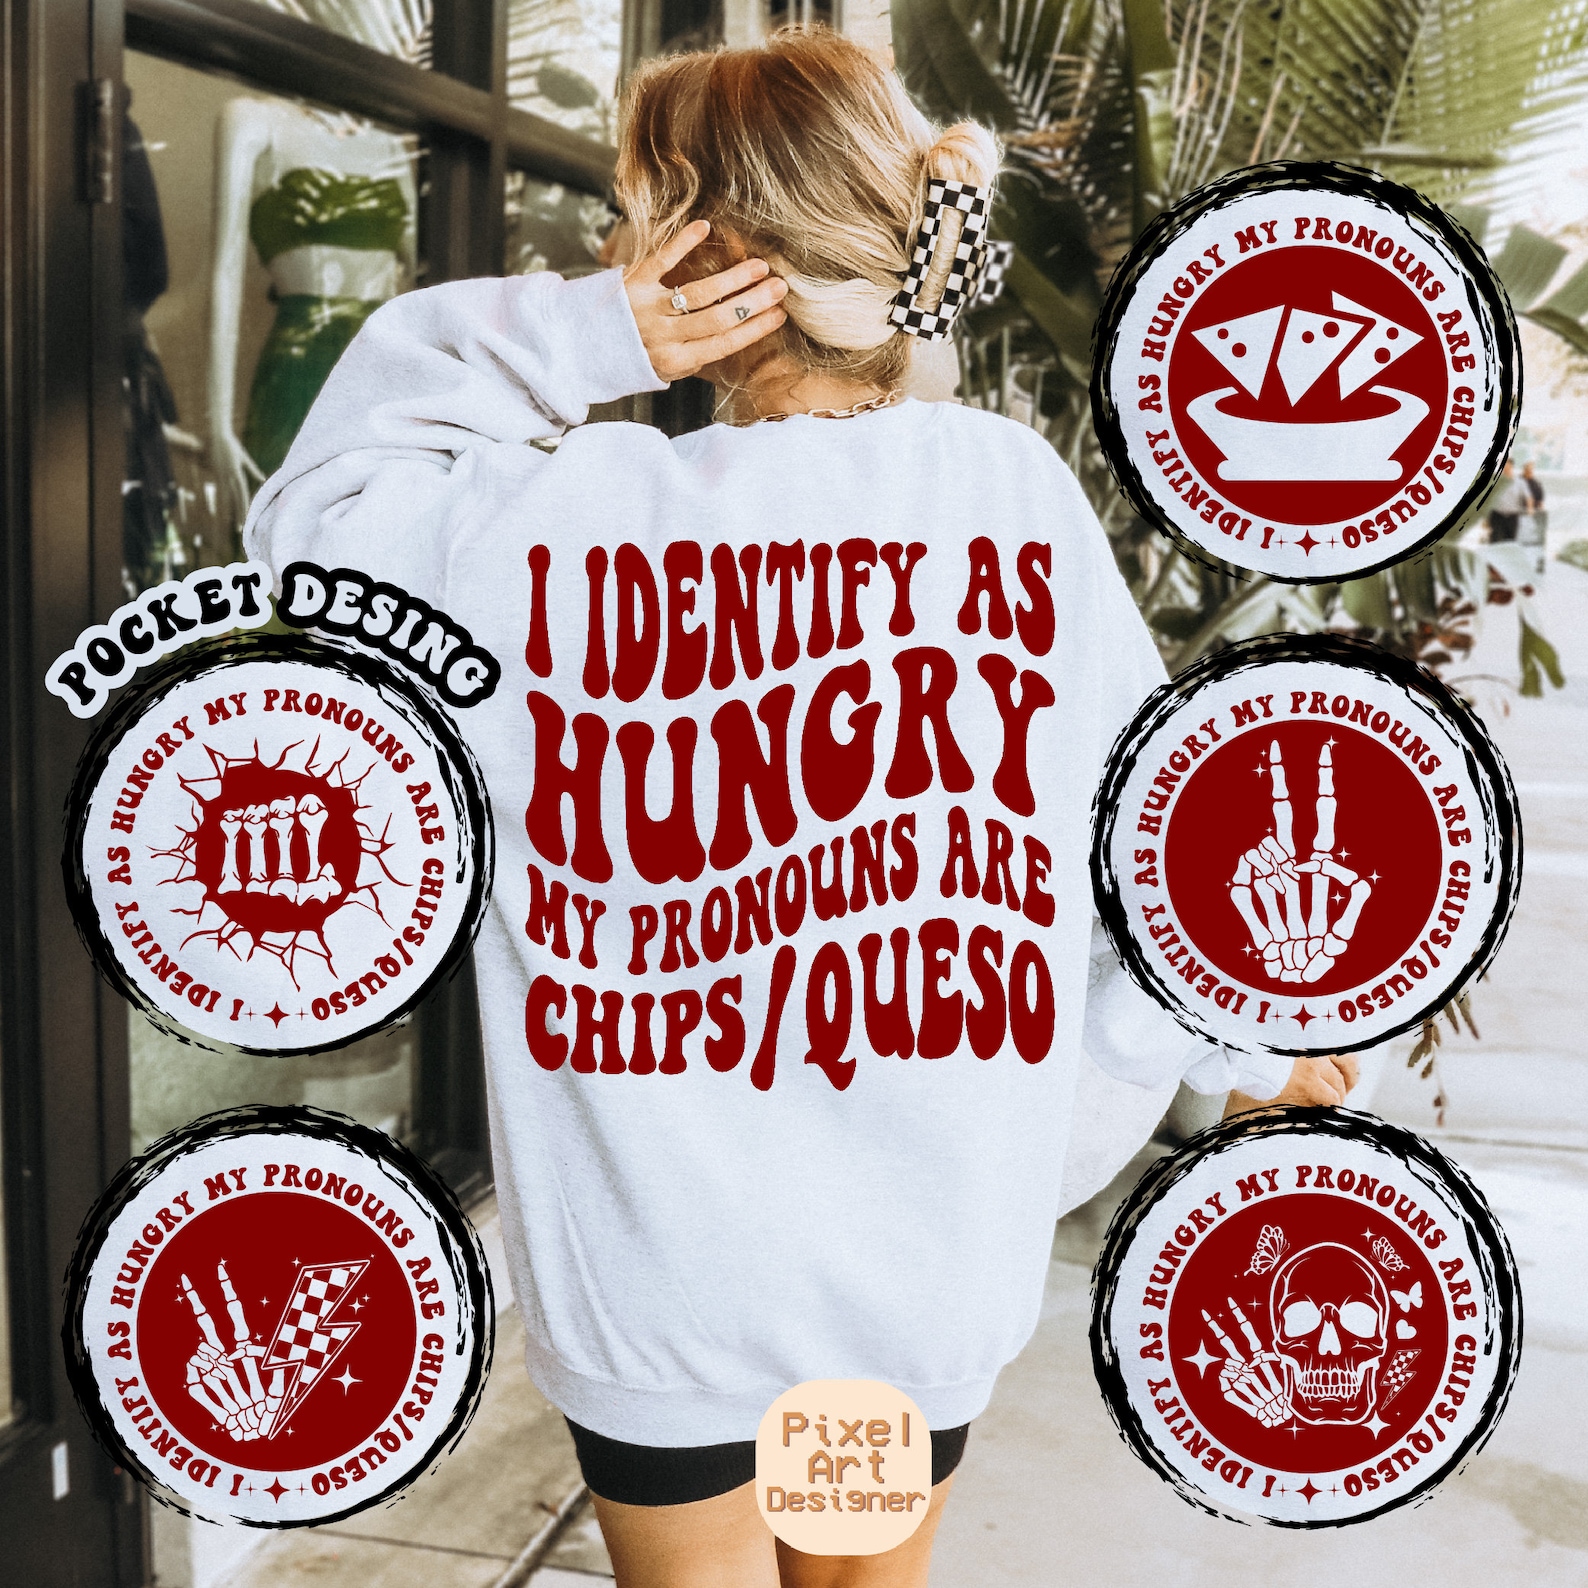 I IDENTIFY AS
HUNGRY
MY PRONOUNS ARE
CHIPS/QUESO
POCKET DESING
I IDENTIFY AS HUNGRY MY PRONOUNS ARE CHIPS/QUESO
I IDENTIFY AS HUNGRY MY PRONOUNS ARE CHIPS/QUESO
I IDENTIFY AS HUNGRY MY PRONOUNS ARE CHIPS/QUESO
I IDENTIFY AS HUNGRY MY PRONOUNS ARE CHIPS/QUESO
I IDENTIFY AS HUNGRY MY PRONOUNS ARE CHIPS/QUESO
Pixel
Art
Designer